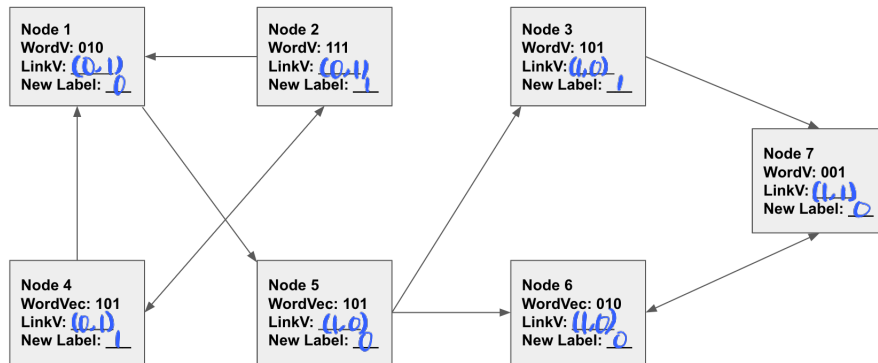 Node 1
WordV: 010
LinkV: (0,1)
New Label: 0
Node 2
WordV: 111
LinkV: (0,1)
New Label: 1
Node 3
WordV: 101
LinkV: (1,0)
New Label: 1
Node 7
WordV: 001
LinkV: (1,1)
New Label: 0
Node 4
WordVec: 101
LinkV: (0,1)
New Label: 1
Node 5
WordVec: 101
LinkV: (1,0)
New Label: 0
Node 6
WordVec: 010
LinkV: (1,0)
New Label: 0